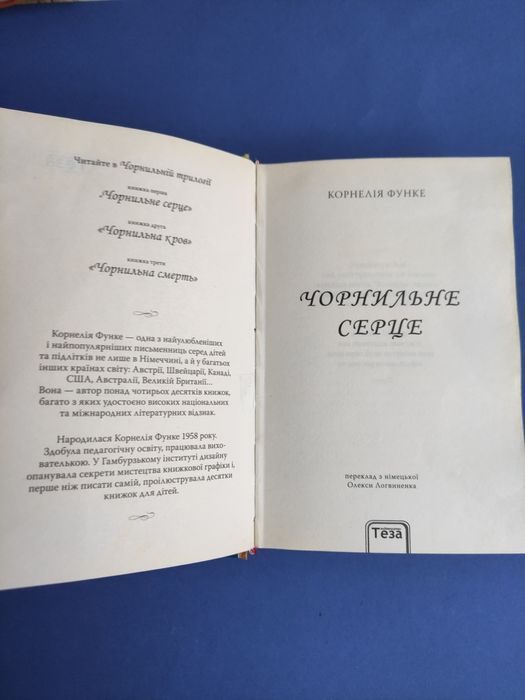 Читайте в Чорнильній трилогії
книжка перша
«Чорнильне серце»
книжка друга
«Чорнильна кров»
книжка третя
«Чорнильна смерть»
Корнелія Функе – одна з найулюбленіших
і найпопулярніших письменниць серед дітей
та підлітків не лише в Німеччині, а й у багатьох
інших країнах світу: Австрії, Швейцарії, Канаді,
США, Австралії, Великій Британії...
Вона — автор понад чотирьох десятків книжок,
багато з яких удостоєно високих національних
та міжнародних літературних відзнак.
Народилася Корнелія Функе 1958 року.
Здобула педагогічну освіту, працювала вихо-
вателькою. У Гамбурзькому інституті дизайну
опанувала секрети мистецтва книжкової графіки і,
перше ніж писати самій, проілюструвала десятки
книжок для дітей.
КОРНЕЛІЯ ФУНКЕ
ЧОРНИЛЬНЕ
СЕРЦЕ
переклад з німецької
Олекси Логвиненка
Теза